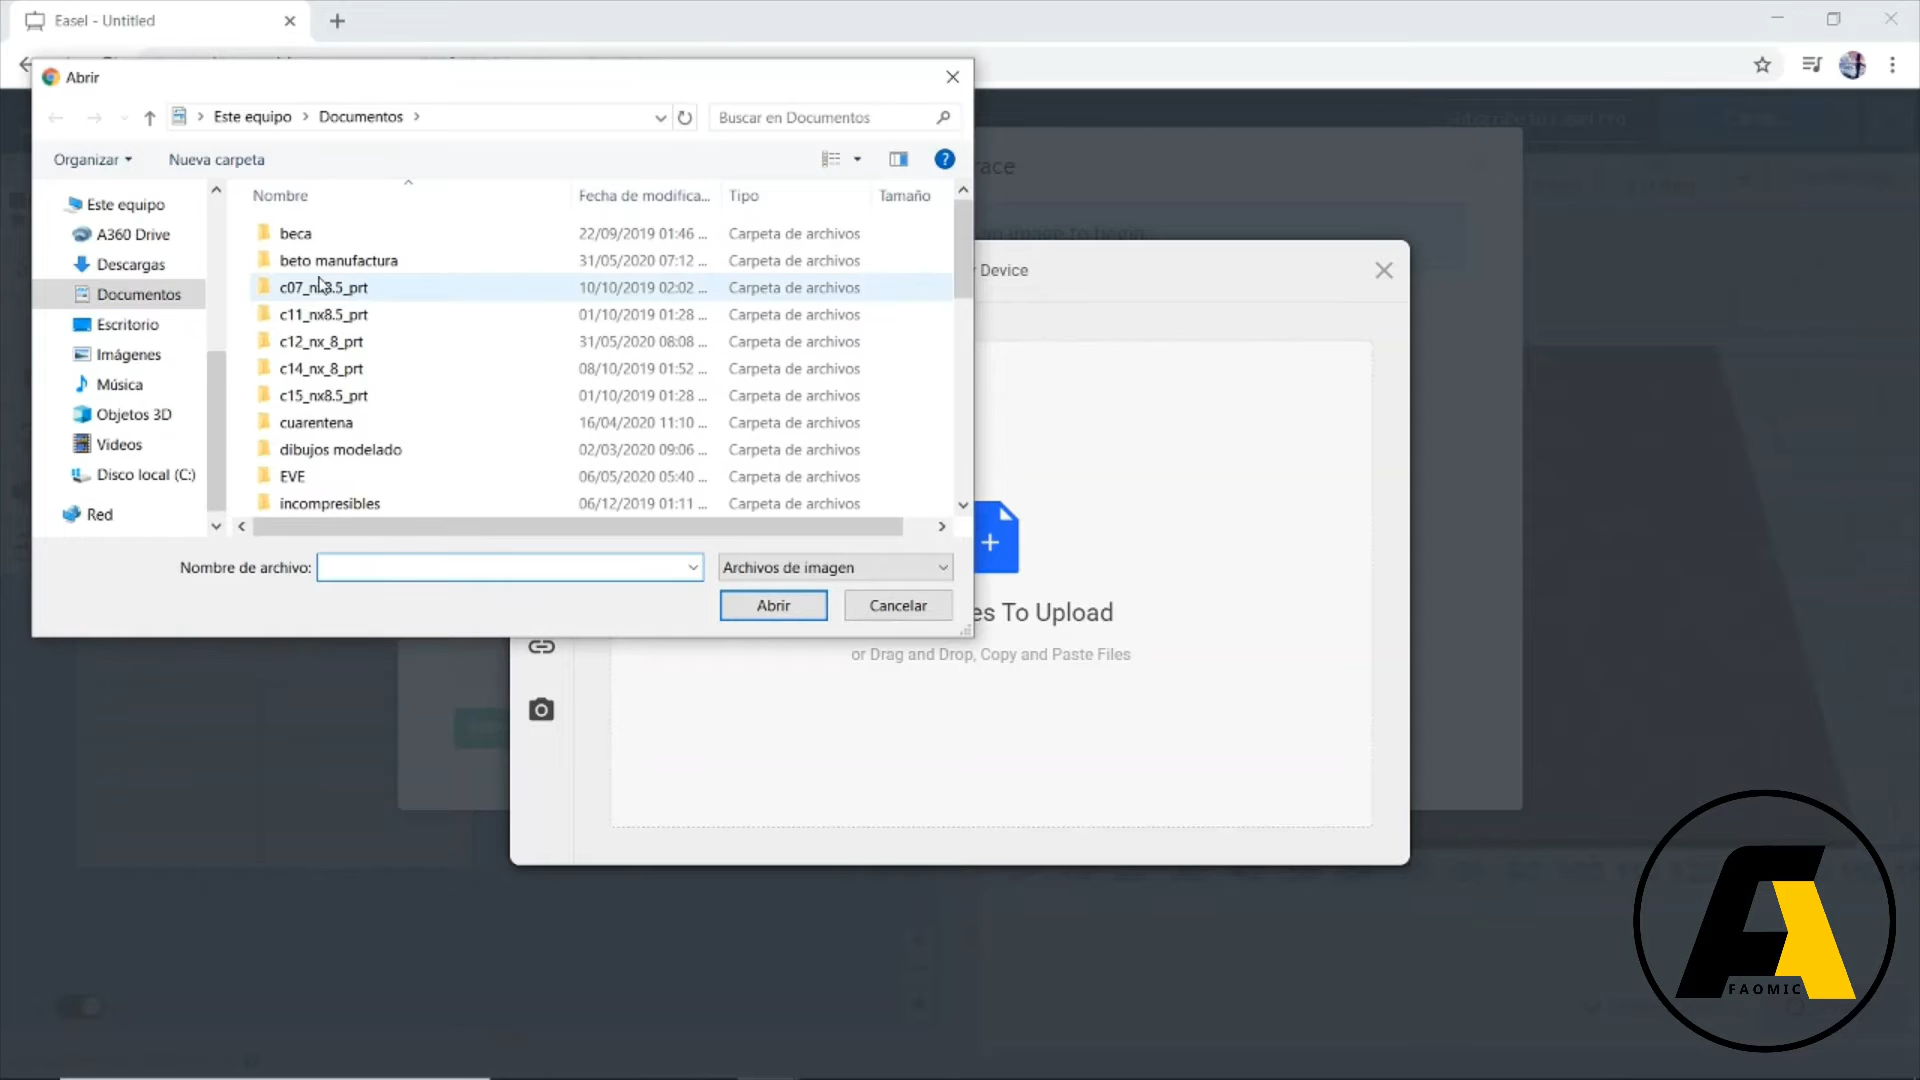 Easel - Untitled
Abrir
Este equipo > Documentos >
Buscar en Documentos
Organizar
Nueva carpeta
Nombre
Fecha de modifica...
Tipo
Tamaño
Este equipo
A360 Drive
Descargas
Documentos
Escritorio
Imágenes
Música
Objetos 3D
Videos
Disco local (C:)
Red
beca 22/09/2019 01:46 ... Carpeta de archivos
beto manufactura 31/05/2020 07:12 ... Carpeta de archivos
c07_nx8.5_prt 10/10/2019 02:02 ... Carpeta de archivos
c11_nx8.5_prt 01/10/2019 01:28 ... Carpeta de archivos
c12_nx_8_prt 31/05/2020 08:08 ... Carpeta de archivos
c14_nx_8_prt 08/10/2019 01:52 ... Carpeta de archivos
c15_nx8.5_prt 01/10/2019 01:28 ... Carpeta de archivos
cuarentena 16/04/2020 11:10 ... Carpeta de archivos
dibujos modelado 02/03/2020 09:06 ... Carpeta de archivos
EVE 06/05/2020 05:40 ... Carpeta de archivos
incompresibles 06/12/2019 01:11 ... Carpeta de archivos
Nombre de archivo:
Archivos de imagen
Abrir
Cancelar
ace
an image to begin
Device
es To Upload
or Drag and Drop, Copy and Paste Files
FAOMIC